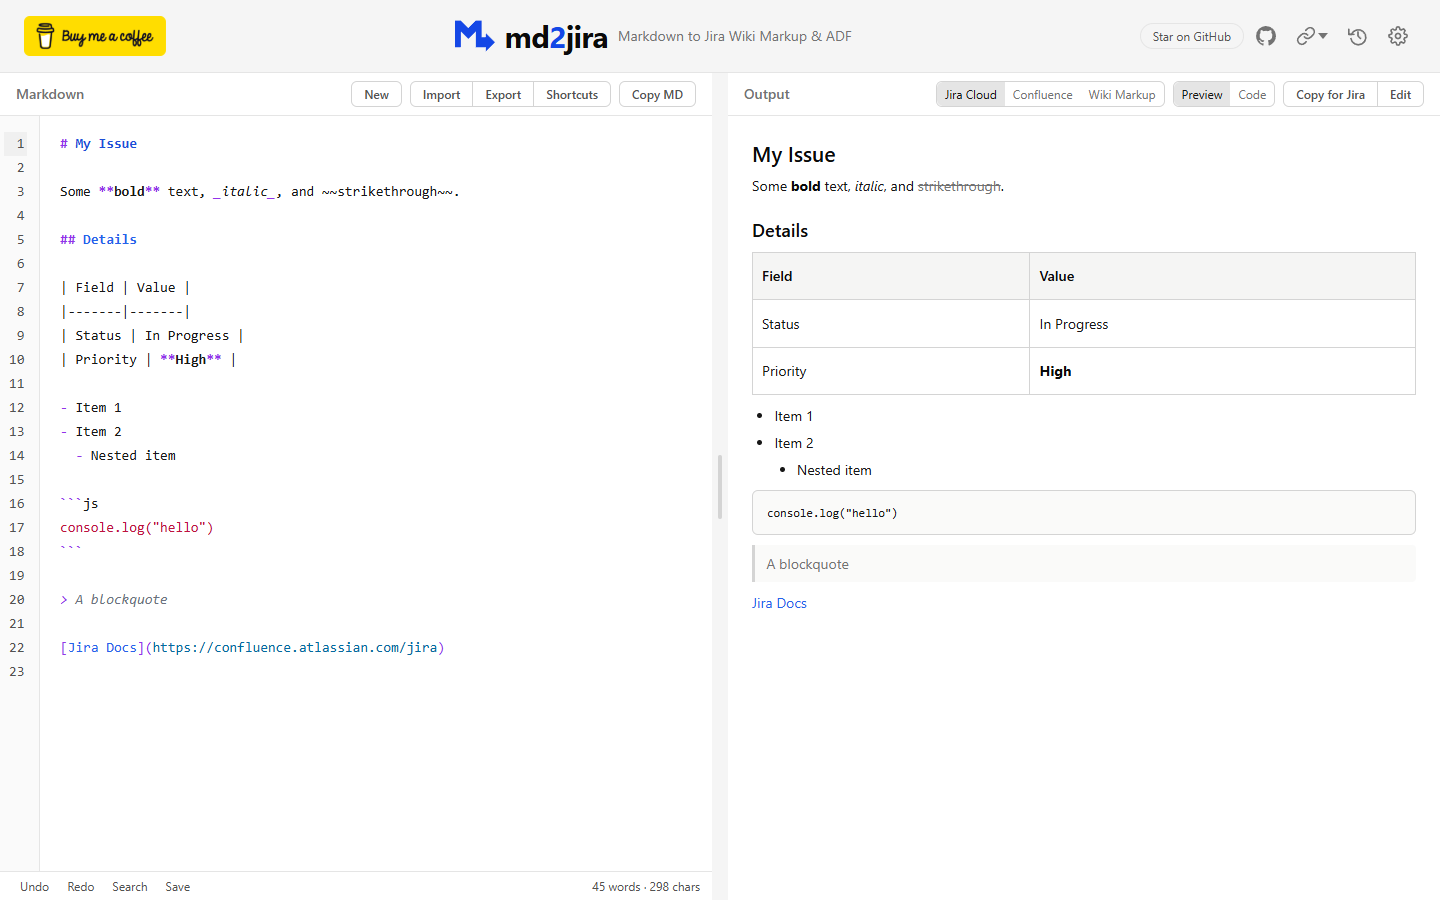 Buy me a coffee
md2jira Markdown to Jira Wiki Markup & ADF
Star on GitHub
Markdown
New
Import
Export
Shortcuts
Copy MD
1 # My Issue
2
3 Some **bold** text, _italic_, and ~~strikethrough~~.
4
5 ## Details
6
7 | Field | Value |
8 |-------|-------|
9 | Status | In Progress |
10 | Priority | **High** |
11
12 - Item 1
13 - Item 2
14   - Nested item
15
16 ```js
17 console.log("hello")
18 ```
19
20 > A blockquote
21
22 [Jira Docs](https://confluence.atlassian.com/jira)
23
Undo
Redo
Search
Save
45 words · 298 chars
Output
Jira Cloud
Confluence
Wiki Markup
Preview
Code
Copy for Jira
Edit
My Issue
Some bold text, italic, and strikethrough.
Details
Field Value
Status In Progress
Priority High
• Item 1
• Item 2
• Nested item
console.log("hello")
A blockquote
Jira Docs